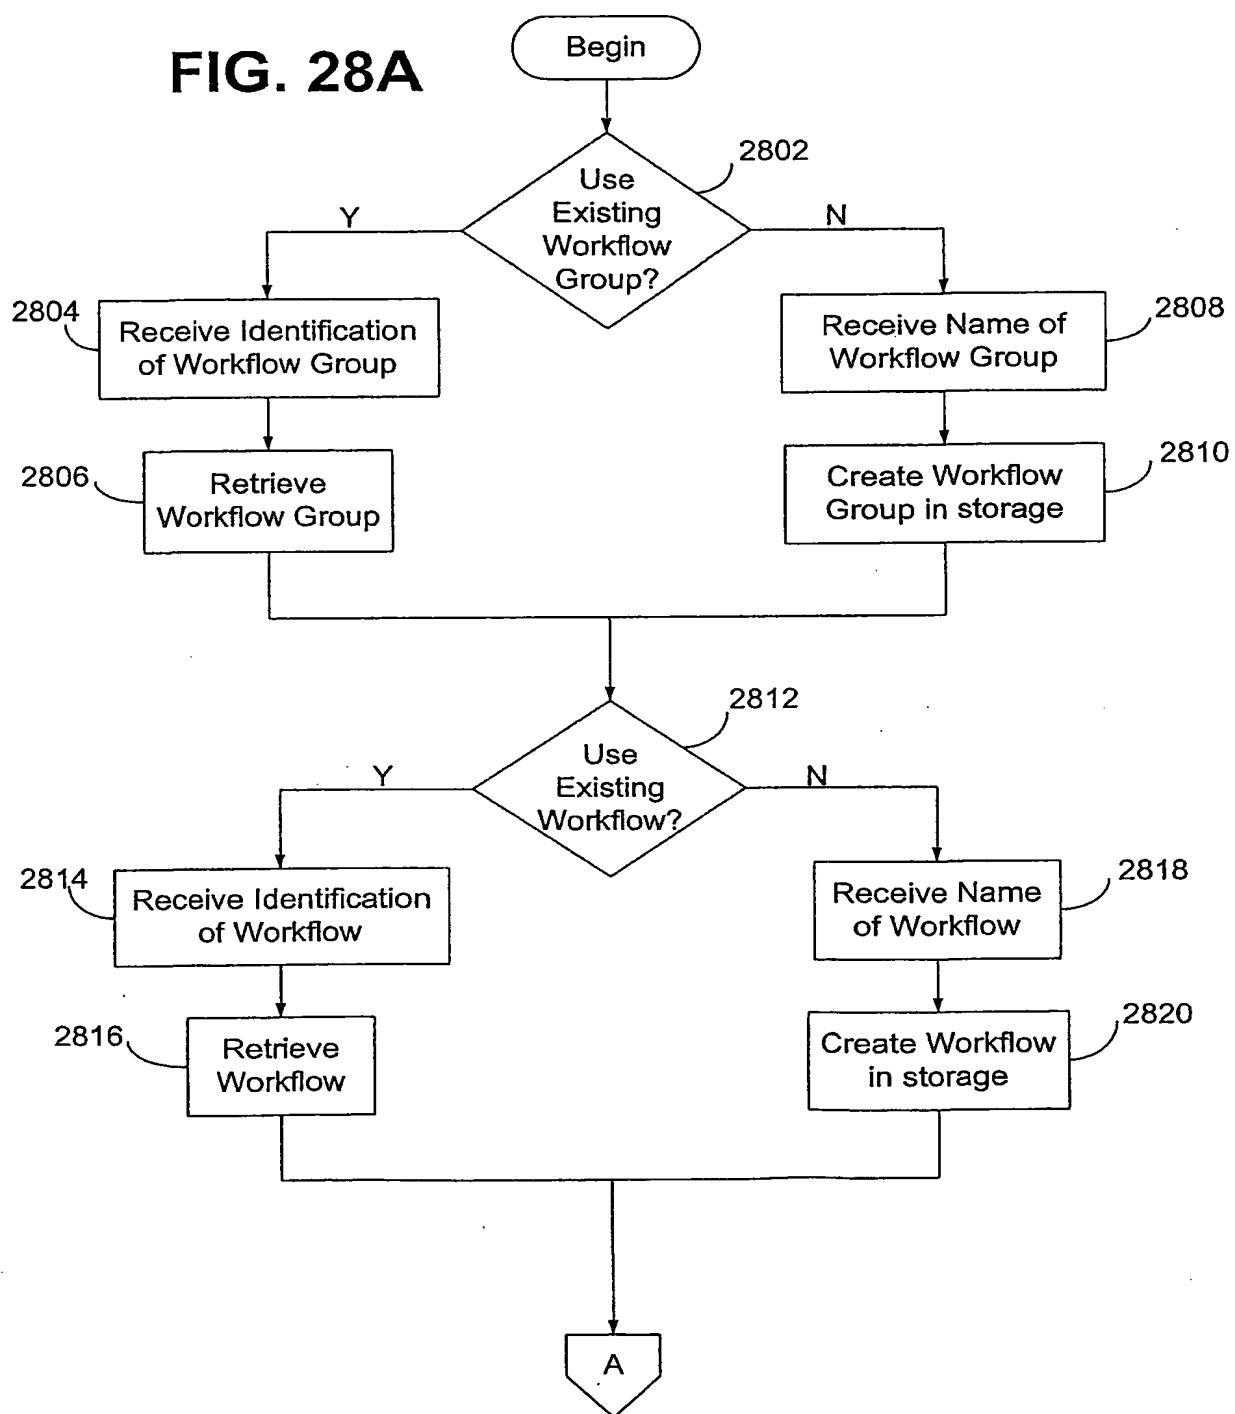 FIG. 28A
Begin
2802
Use
Existing
Workflow
Group?
Y
N
2804
Receive Identification
of Workflow Group
2808
Receive Name of
Workflow Group
2806
Retrieve
Workflow Group
2810
Create Workflow
Group in storage
2812
Use
Existing
Workflow?
Y
N
2814
Receive Identification
of Workflow
2818
Receive Name
of Workflow
2816
Retrieve
Workflow
2820
Create Workflow
in storage
A